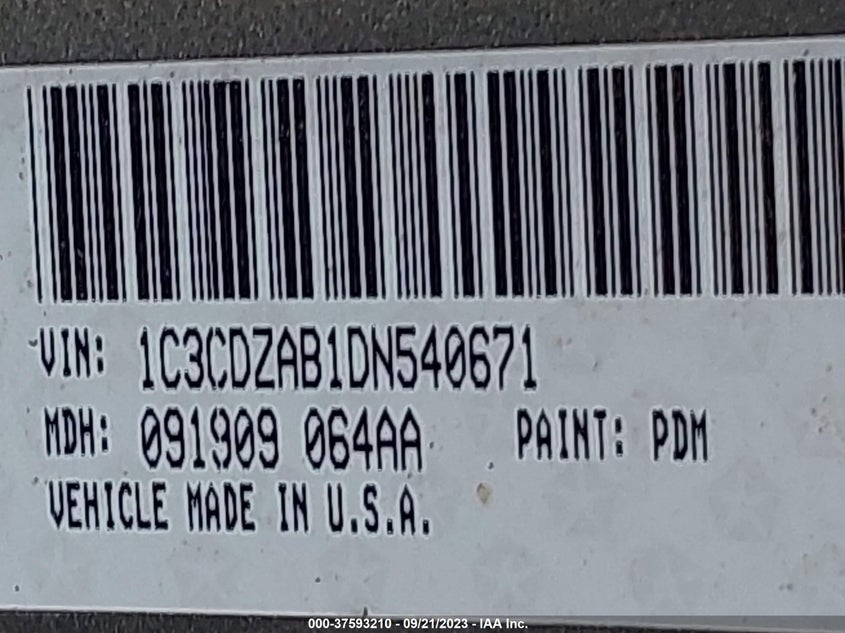 VIN: 1C3CDZAB1DN540671
MDH: 091909 064AA PAINT: PDM
VEHICLE MADE IN U.S.A.
000-37593210 - 09/21/2023 - IAA Inc.